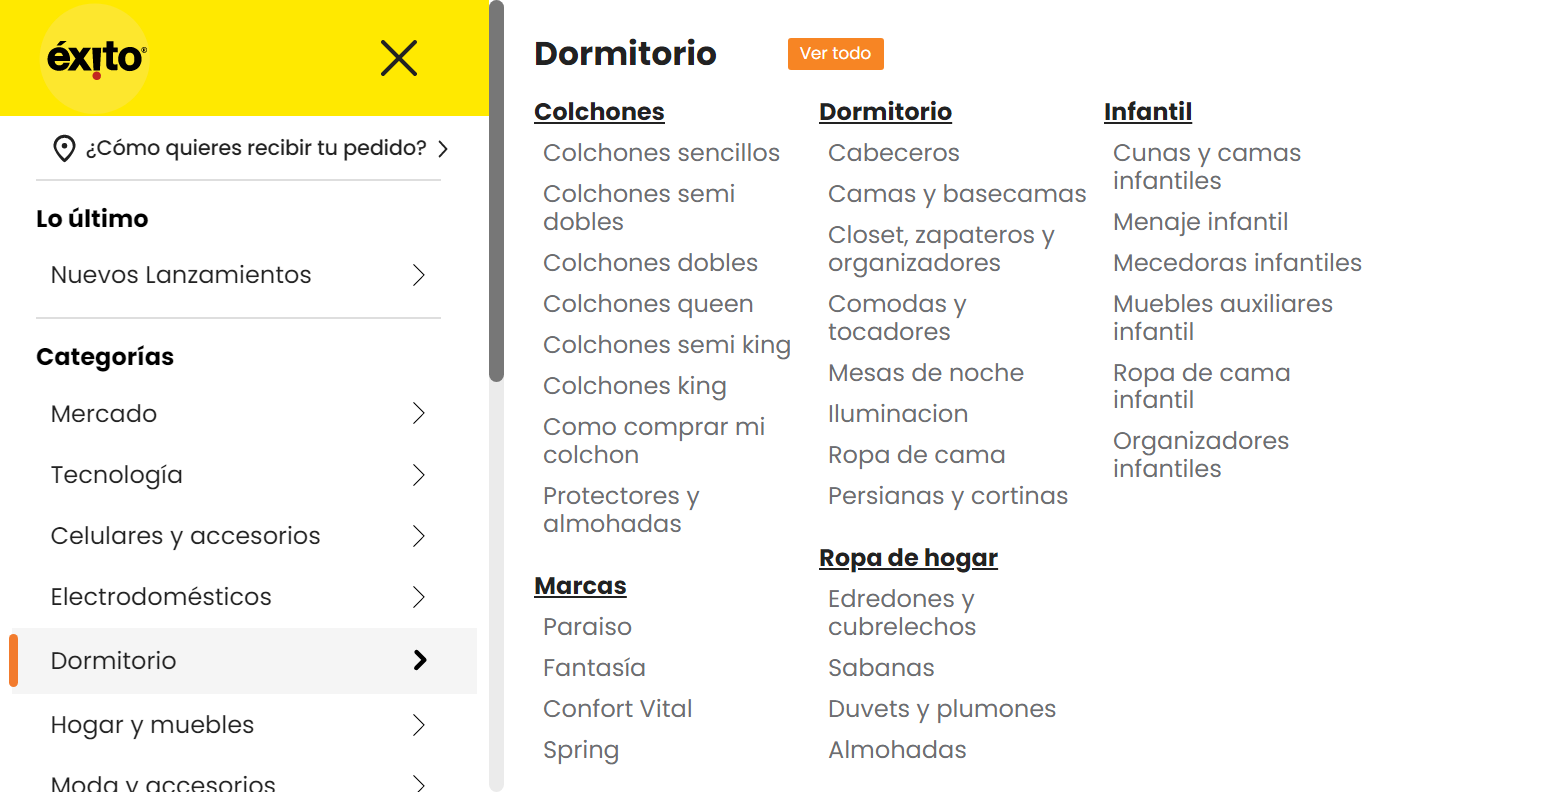 éxito®
¿Cómo quieres recibir tu pedido?
Lo último
Nuevos Lanzamientos
Categorías
Mercado
Tecnología
Celulares y accesorios
Electrodomésticos
Dormitorio
Hogar y muebles
Moda y accesorios
Dormitorio
Ver todo
Colchones
Colchones sencillos
Colchones semi
dobles
Colchones dobles
Colchones queen
Colchones semi king
Colchones king
Como comprar mi
colchon
Protectores y
almohadas
Marcas
Paraiso
Fantasía
Confort Vital
Spring
Dormitorio
Cabeceros
Camas y basecamas
Closet, zapateros y
organizadores
Comodas y
tocadores
Mesas de noche
Iluminacion
Ropa de cama
Persianas y cortinas
Ropa de hogar
Edredones y
cubrelechos
Sabanas
Duvets y plumones
Almohadas
Infantil
Cunas y camas
infantiles
Menaje infantil
Mecedoras infantiles
Muebles auxiliares
infantil
Ropa de cama
infantil
Organizadores
infantiles